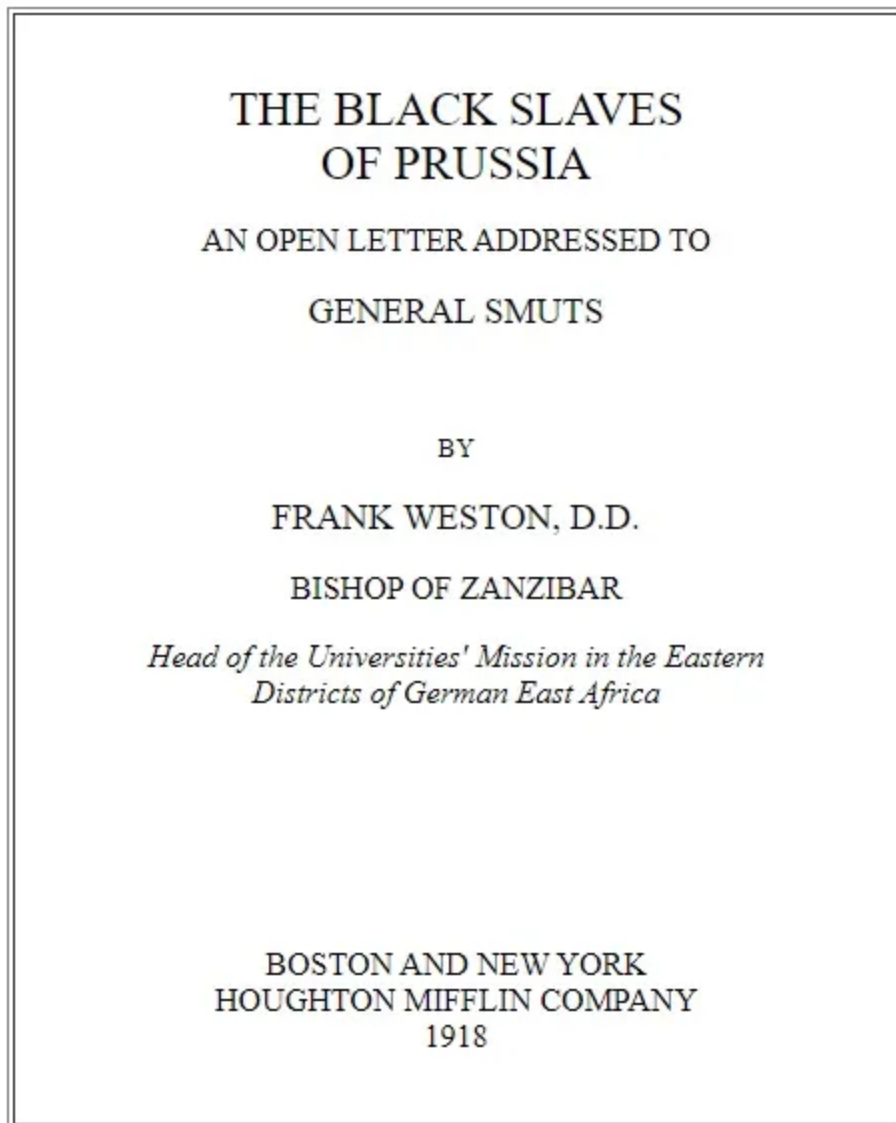 THE BLACK SLAVES
OF PRUSSIA
AN OPEN LETTER ADDRESSED TO
GENERAL SMUTS
BY
FRANK WESTON, D.D.
BISHOP OF ZANZIBAR
Head of the Universities' Mission in the Eastern
Districts of German East Africa
BOSTON AND NEW YORK
HOUGHTON MIFFLIN COMPANY
1918